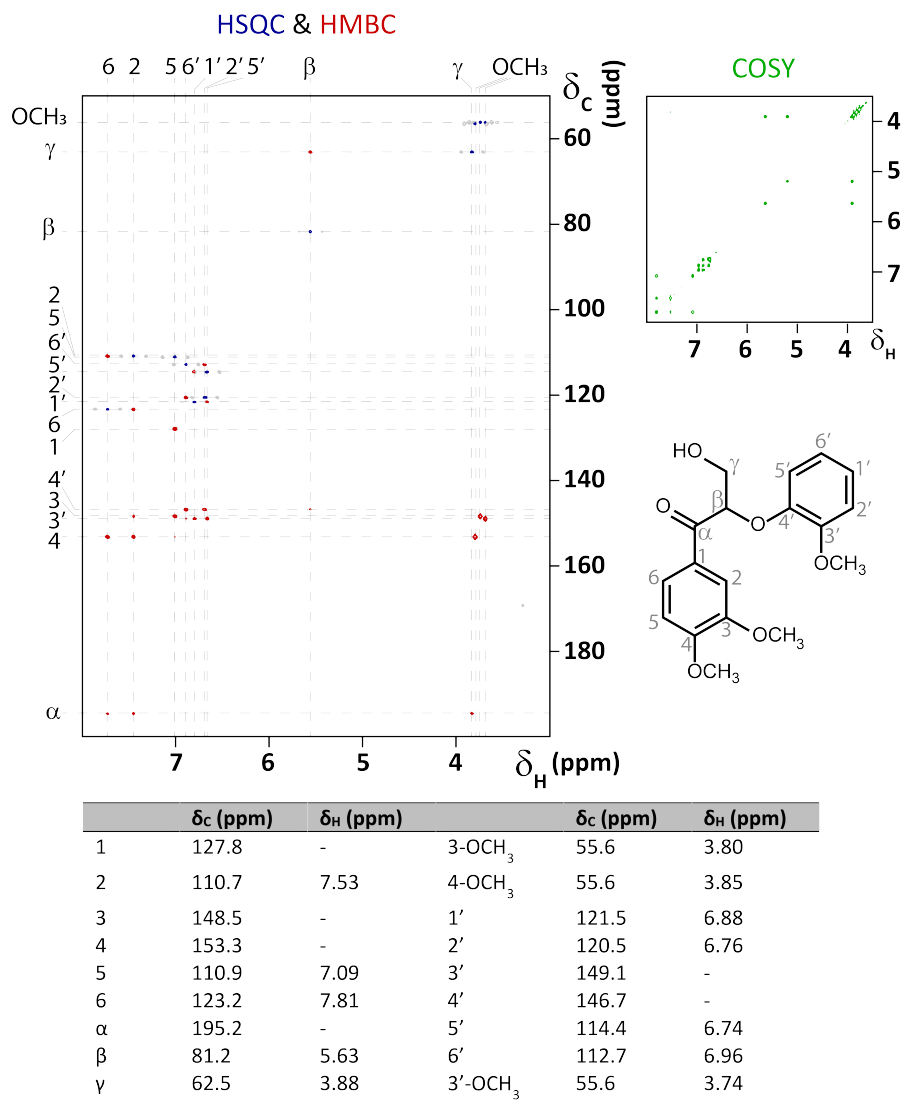 HSQC & HMBC
6 2 5 6′ 1′ 2′ 5′ β γ OCH₃
δC (ppm)
OCH₃
γ
β
2
5
6′
5′
2′
1′
6
1
4′
3
3′
4
α
60
80
100
120
140
160
180
7 6 5 4 δH (ppm)
COSY
4
5
6
7
7 6 5 4 δH
HO
γ
β
O
α
O
5′
6′
1′
2′
3′
4′
OCH₃
1
2
3
4
5
6
OCH₃
OCH₃
δC (ppm) δH (ppm) δC (ppm) δH (ppm)
1 127.8 - 3-OCH₃ 55.6 3.80
2 110.7 7.53 4-OCH₃ 55.6 3.85
3 148.5 - 1’ 121.5 6.88
4 153.3 - 2’ 120.5 6.76
5 110.9 7.09 3’ 149.1 -
6 123.2 7.81 4’ 146.7 -
α 195.2 - 5’ 114.4 6.74
β 81.2 5.63 6’ 112.7 6.96
γ 62.5 3.88 3’-OCH₃ 55.6 3.74